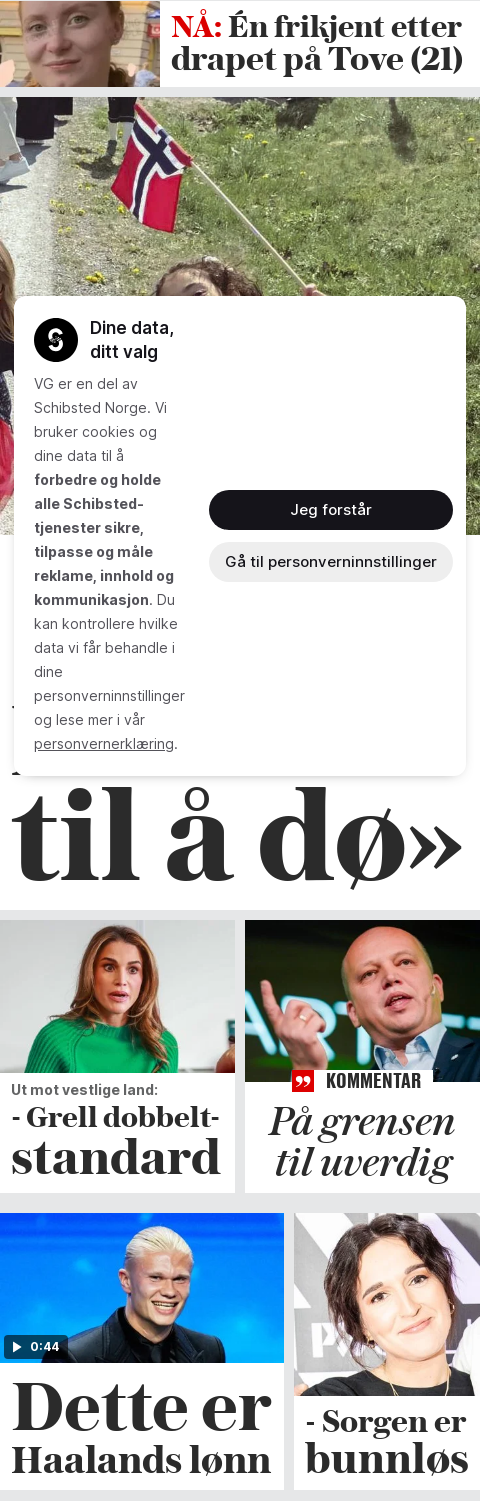 NÅ: Én frikjent etter
drapet på Tove (21)
Dine data,
ditt valg
VG er en del av
Schibsted Norge. Vi
bruker cookies og
dine data til å
forbedre og holde
alle Schibsted-
tjenester sikre,
tilpasse og måle
reklame, innhold og
kommunikasjon. Du
kan kontrollere hvilke
data vi får behandle i
dine
personverninnstillinger
og lese mer i vår
personvernerklæring.
Jeg forstår
Gå til personverninnstillinger
til å dø»
Ut mot vestlige land:
- Grell dobbelt-
standard
KOMMENTAR
På grensen
til uverdig
0:44
Dette er
Haalands lønn
- Sorgen er
bunnløs